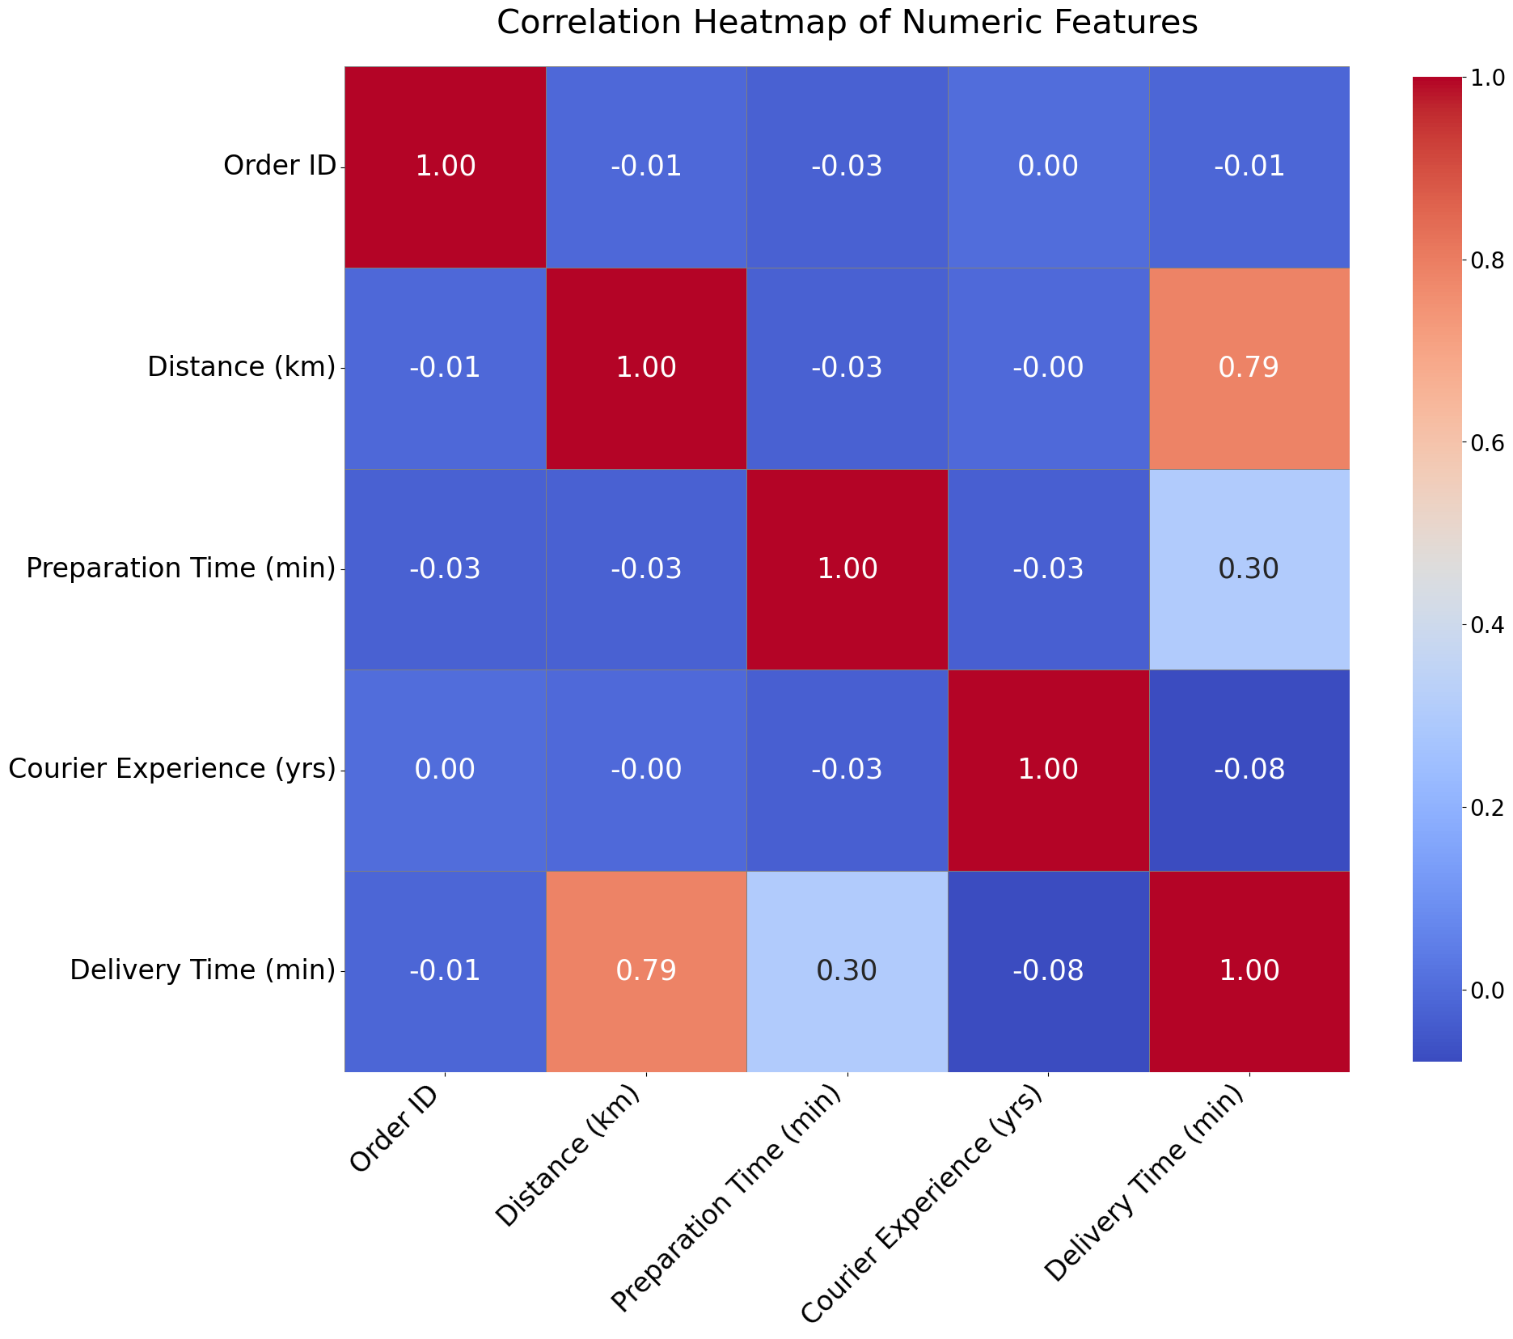 Correlation Heatmap of Numeric Features
Order ID 1.00 -0.01 -0.03 0.00 -0.01
Distance (km) -0.01 1.00 -0.03 -0.00 0.79
Preparation Time (min) -0.03 -0.03 1.00 -0.03 0.30
Courier Experience (yrs) 0.00 -0.00 -0.03 1.00 -0.08
Delivery Time (min) -0.01 0.79 0.30 -0.08 1.00
Order ID
Distance (km)
Preparation Time (min)
Courier Experience (yrs)
Delivery Time (min)
1.0
0.8
0.6
0.4
0.2
0.0